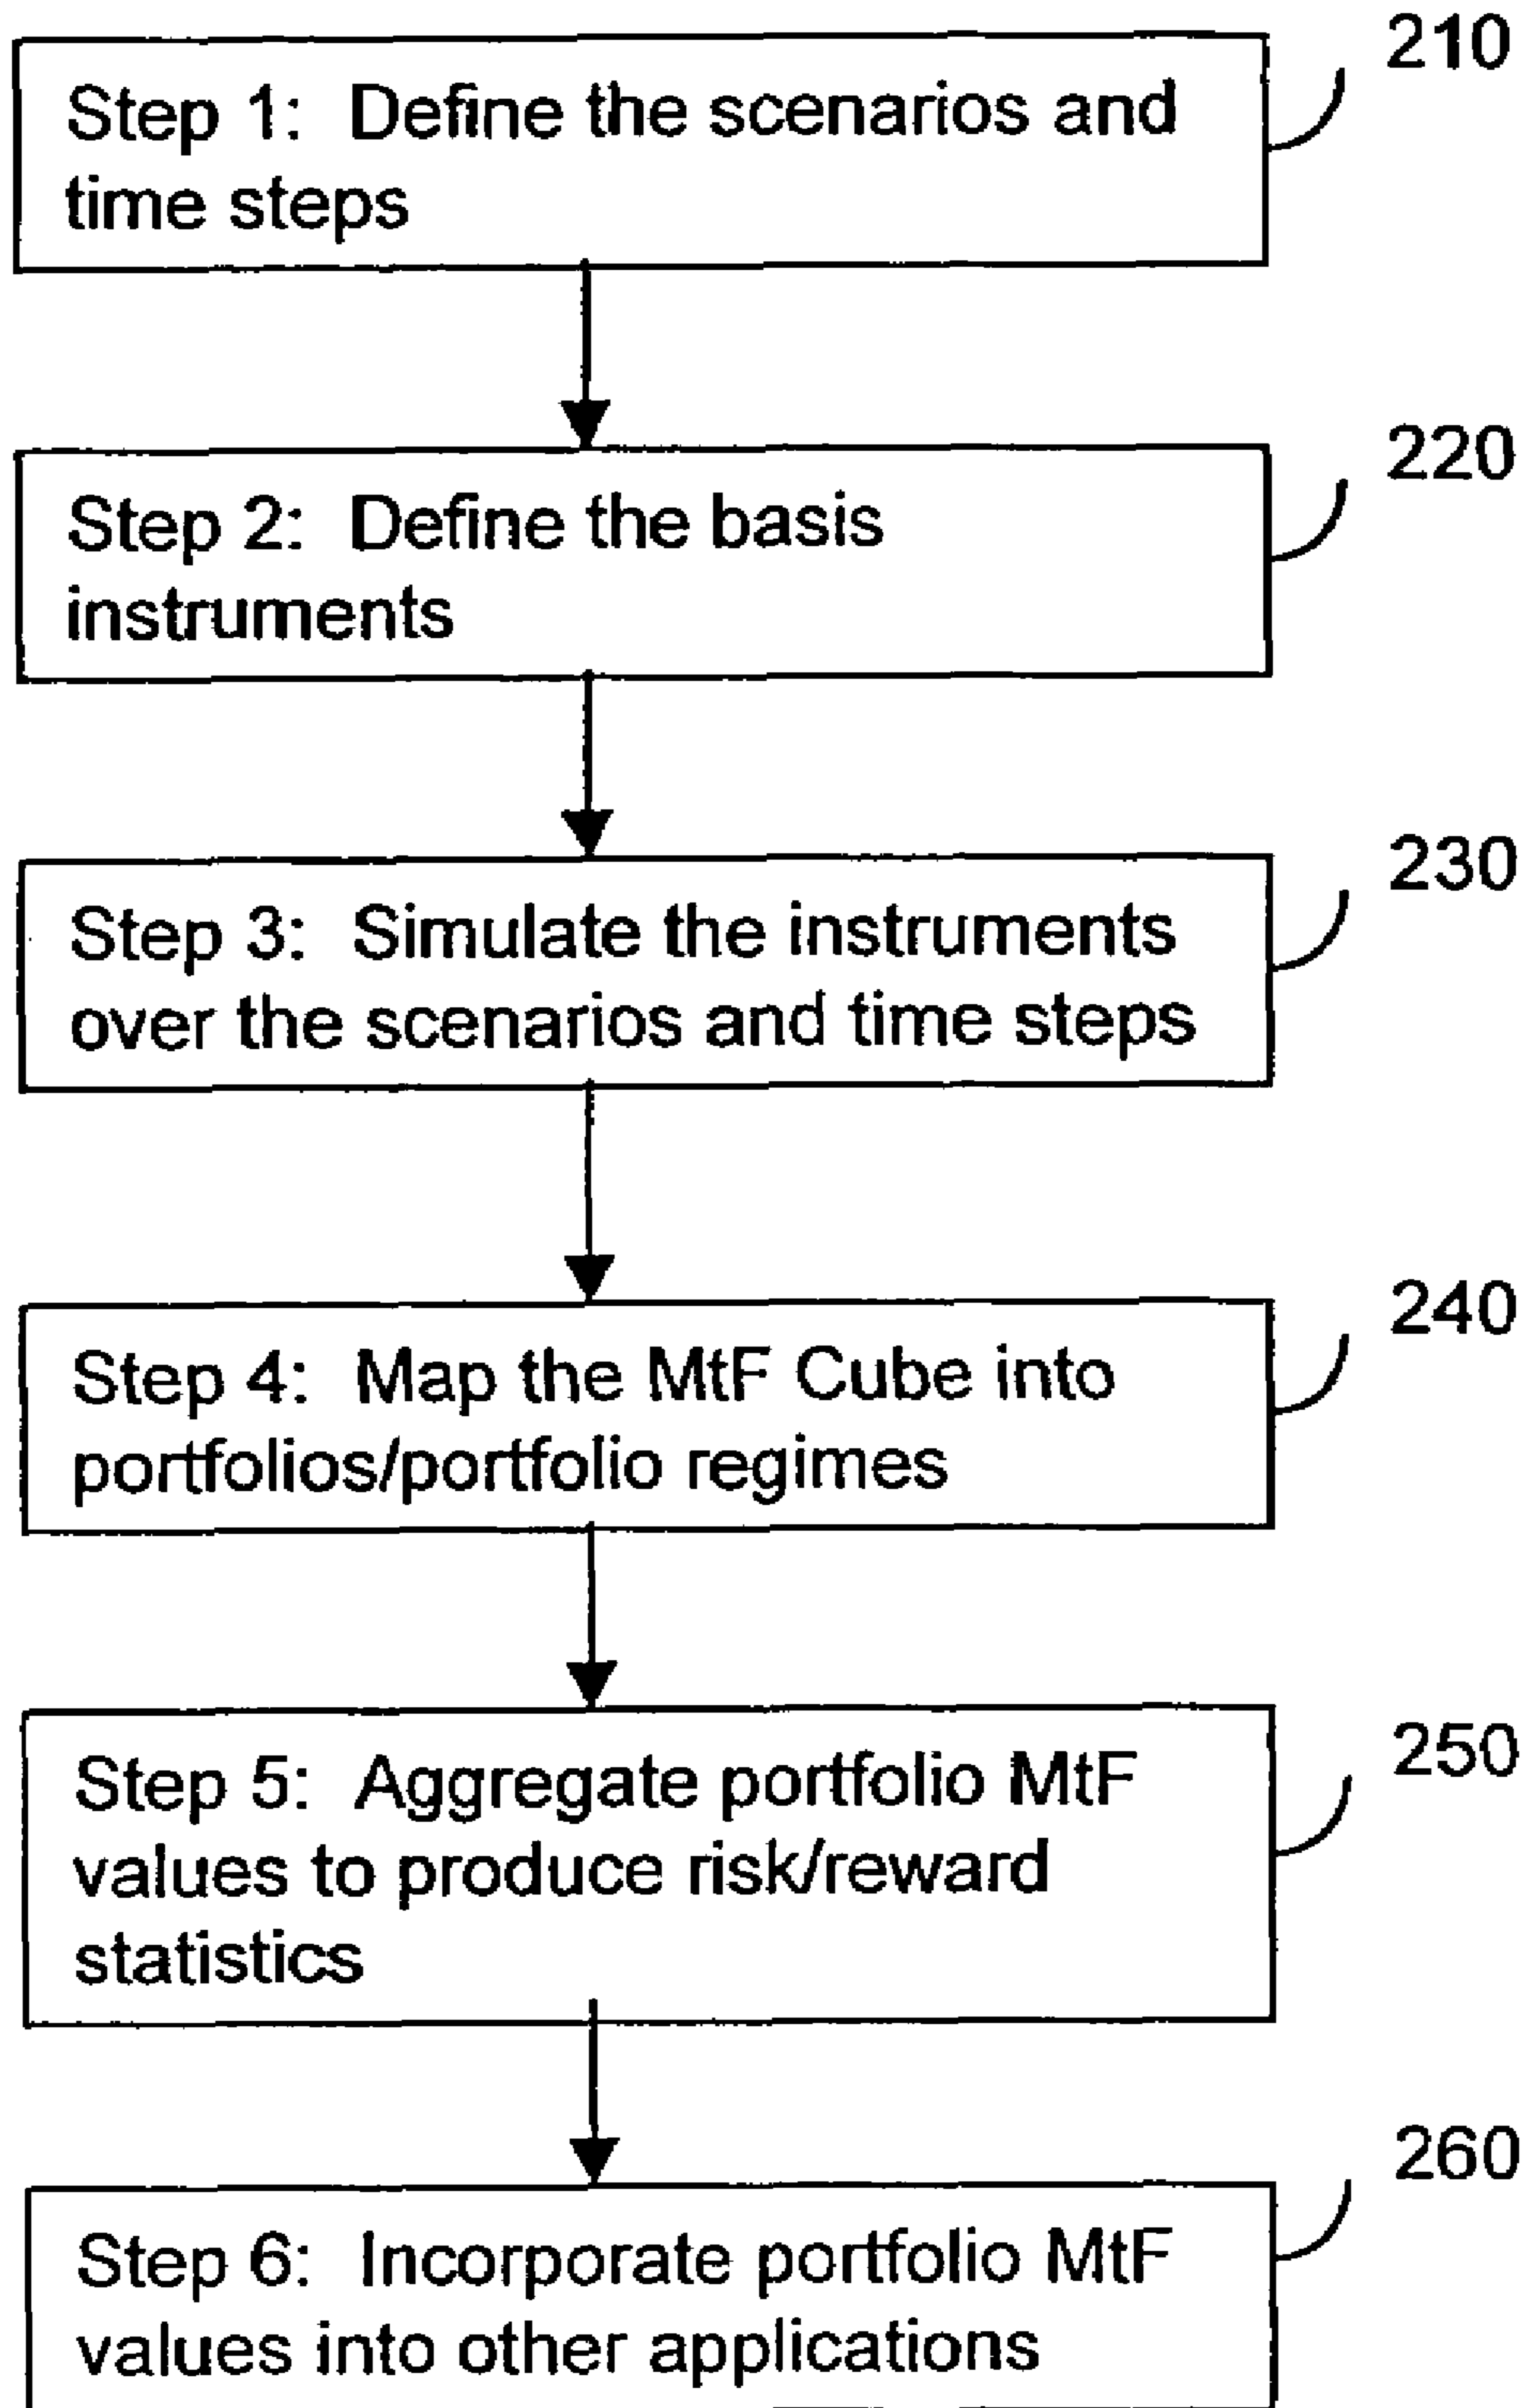 210
Step 1: Define the scenarios and
time steps
220
Step 2: Define the basis
instruments
230
Step 3: Simulate the instruments
over the scenarios and time steps
240
Step 4: Map the MtF Cube into
portfolios/portfolio regimes
250
Step 5: Aggregate portfolio MtF
values to produce risk/reward
statistics
260
Step 6: Incorporate portfolio MtF
values into other applications